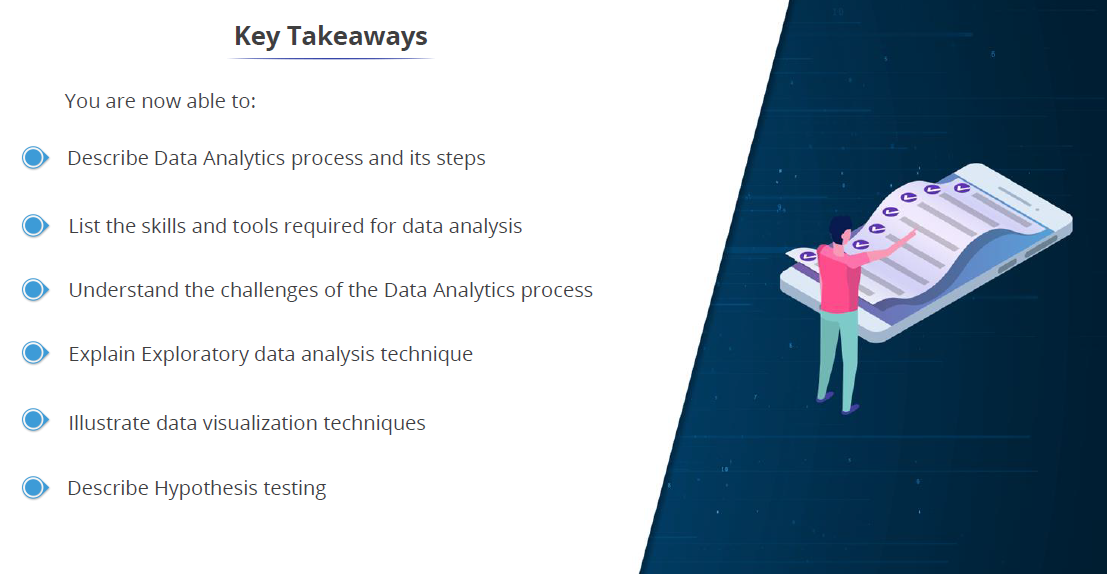 Key Takeaways
You are now able to:
Describe Data Analytics process and its steps
List the skills and tools required for data analysis
Understand the challenges of the Data Analytics process
Explain Exploratory data analysis technique
Illustrate data visualization techniques
Describe Hypothesis testing